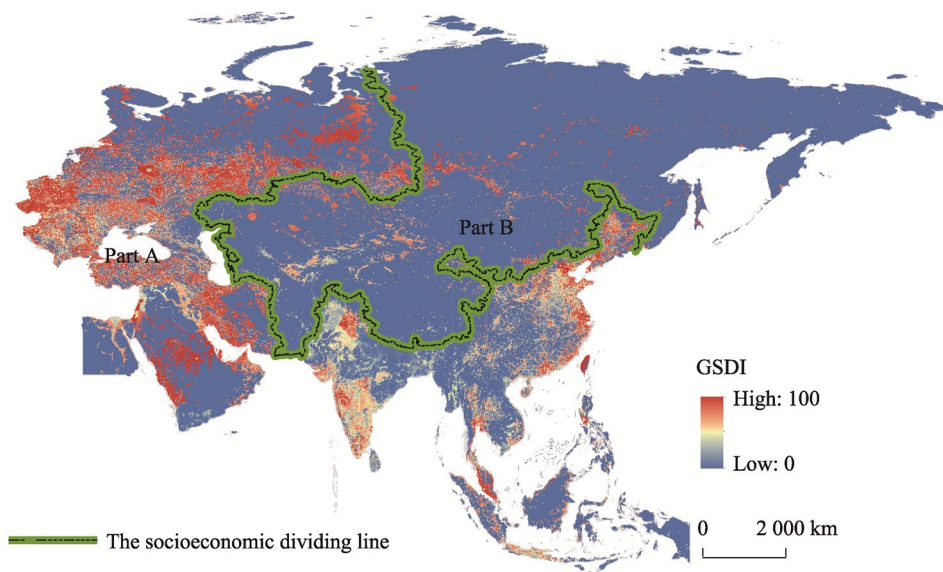 Part A
Part B
GSDI
High: 100
Low: 0
The socioeconomic dividing line
0 2 000 km